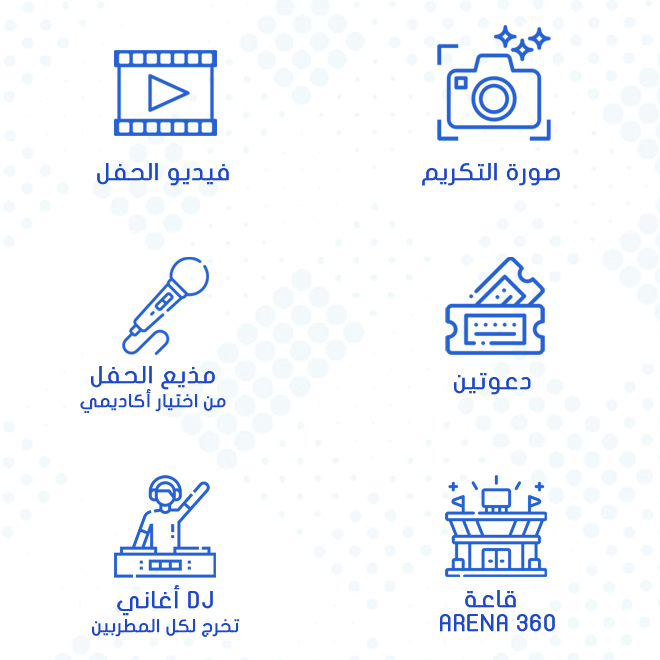 صورة التكريم
فيديو الحفل
دعوتين
مذيع الحفل
من اختيار أكاديمي
قاعة
ARENA 360
DJ أغاني
تخرج لكل المطربين